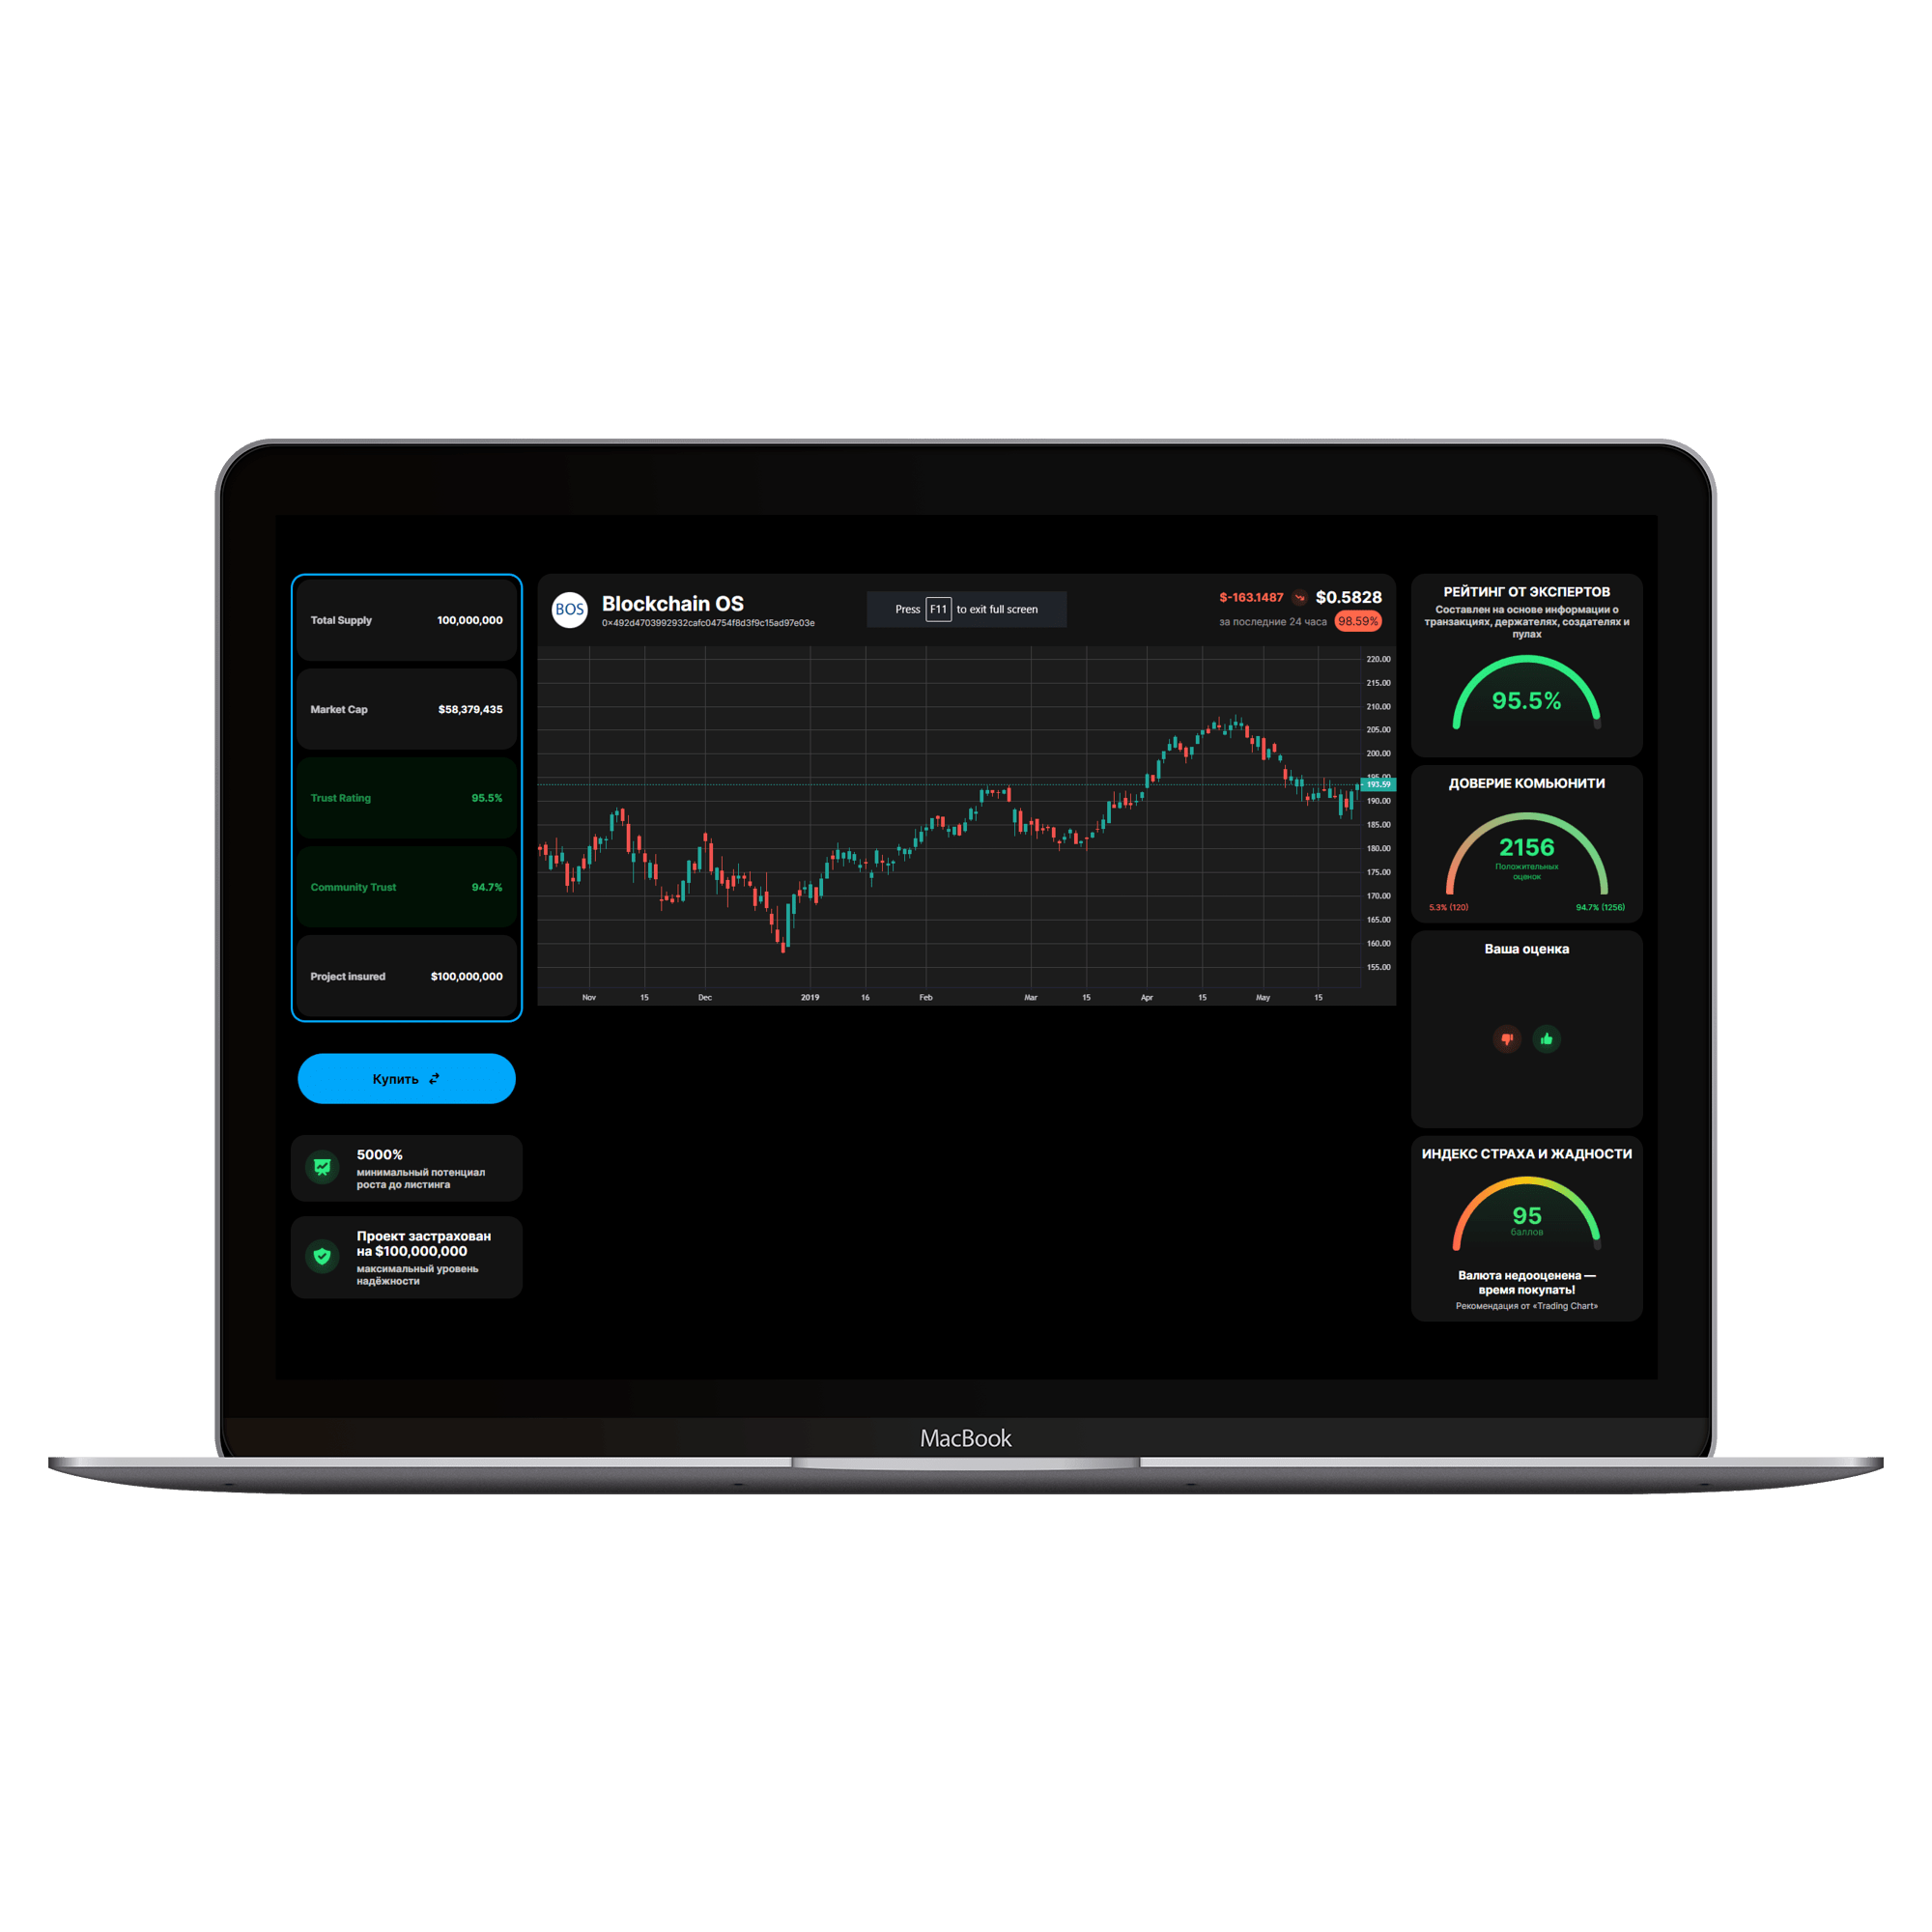 Total Supply 100,000,000
Market Cap $58,379,435
Trust Rating 95.5%
Community Trust 94.7%
Project insured $100,000,000
Купить
5000%
минимальный потенциал
роста до листинга
Проект застрахован
на $100,000,000
максимальный уровень
надёжности
BOS
Blockchain OS
0x492d4703992932cafc04754f8d3f9c15ad97e03e
Press F11 to exit full screen
$-163.1487 $0.5828
за последние 24 часа 98.59%
220.00
215.00
210.00
205.00
200.00
195.00
193.59
190.00
185.00
180.00
175.00
170.00
165.00
160.00
155.00
Nov 15 Dec 2019 16 Feb Mar 15 Apr 15 May 15
РЕЙТИНГ ОТ ЭКСПЕРТОВ
Составлен на основе информации о
транзакциях, держателях, создателях и
пулах
95.5%
ДОВЕРИЕ КОМЬЮНИТИ
2156
Положительных
оценок
5.3% (120) 94.7% (1256)
Ваша оценка
ИНДЕКС СТРАХА И ЖАДНОСТИ
95
баллов
Валюта недооценена —
время покупать!
Рекомендация от «Trading Chart»
MacBook